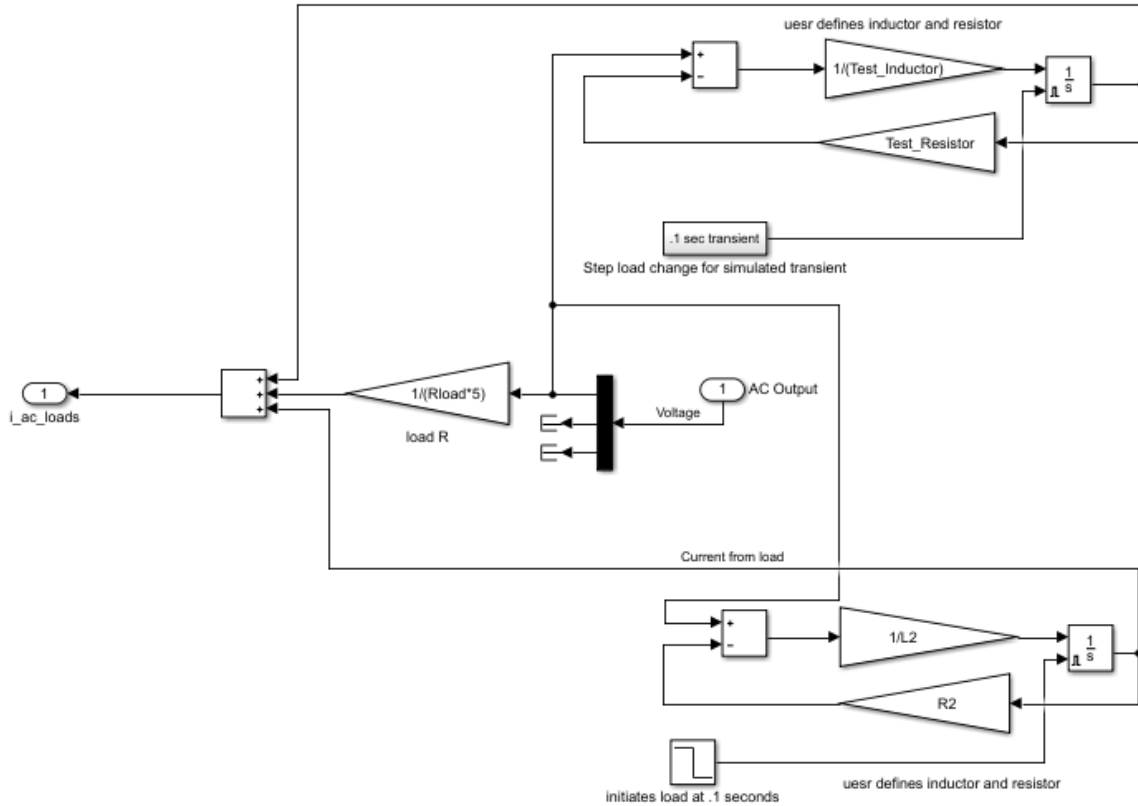 uesr defines inductor and resistor
+
−
1/(Test_Inductor)
1
s
Test_Resistor
.1 sec transient
Step load change for simulated transient
1
i_ac_loads
+
+
+
1/(Rload*5)
load R
1
AC Output
Voltage
Current from load
+
−
1/L2
1
s
R2
initiates load at .1 seconds
uesr defines inductor and resistor